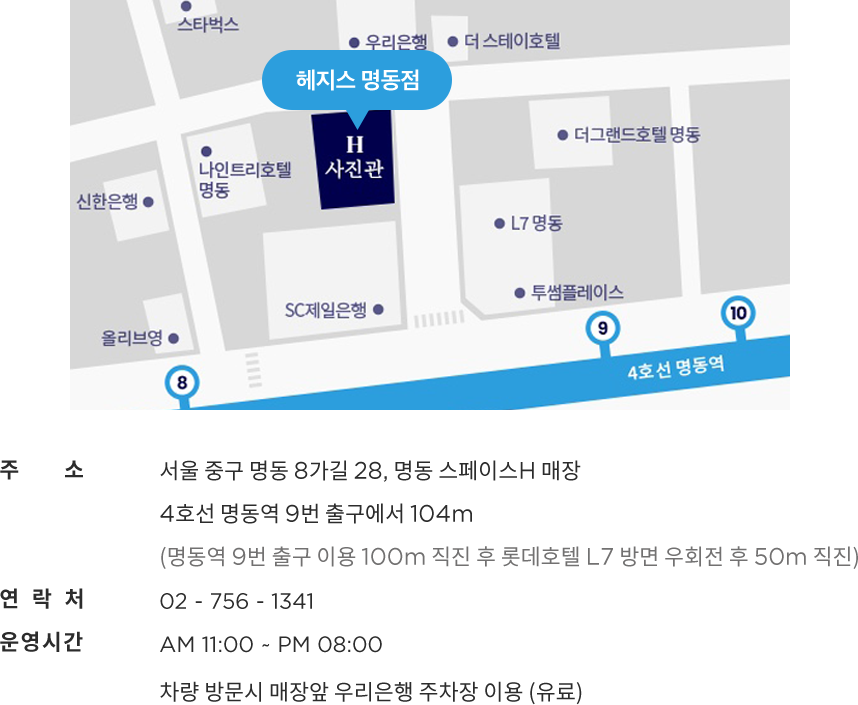 스타벅스
우리은행
더 스테이호텔
헤지스 명동점
더그랜드호텔 명동
H
사진관
나인트리호텔
명동
신한은행
L7 명동
투썸플레이스
SC제일은행
올리브영
10
9
8
4호선 명동역
주 소 서울 중구 명동 8가길 28, 명동 스페이스H 매장
4호선 명동역 9번 출구에서 104m
(명동역 9번 출구 이용 100m 직진 후 롯데호텔 L7 방면 우회전 후 50m 직진)
연 락 처 02 - 756 - 1341
운영시간 AM 11:00 ~ PM 08:00
차량 방문시 매장앞 우리은행 주차장 이용 (유료)